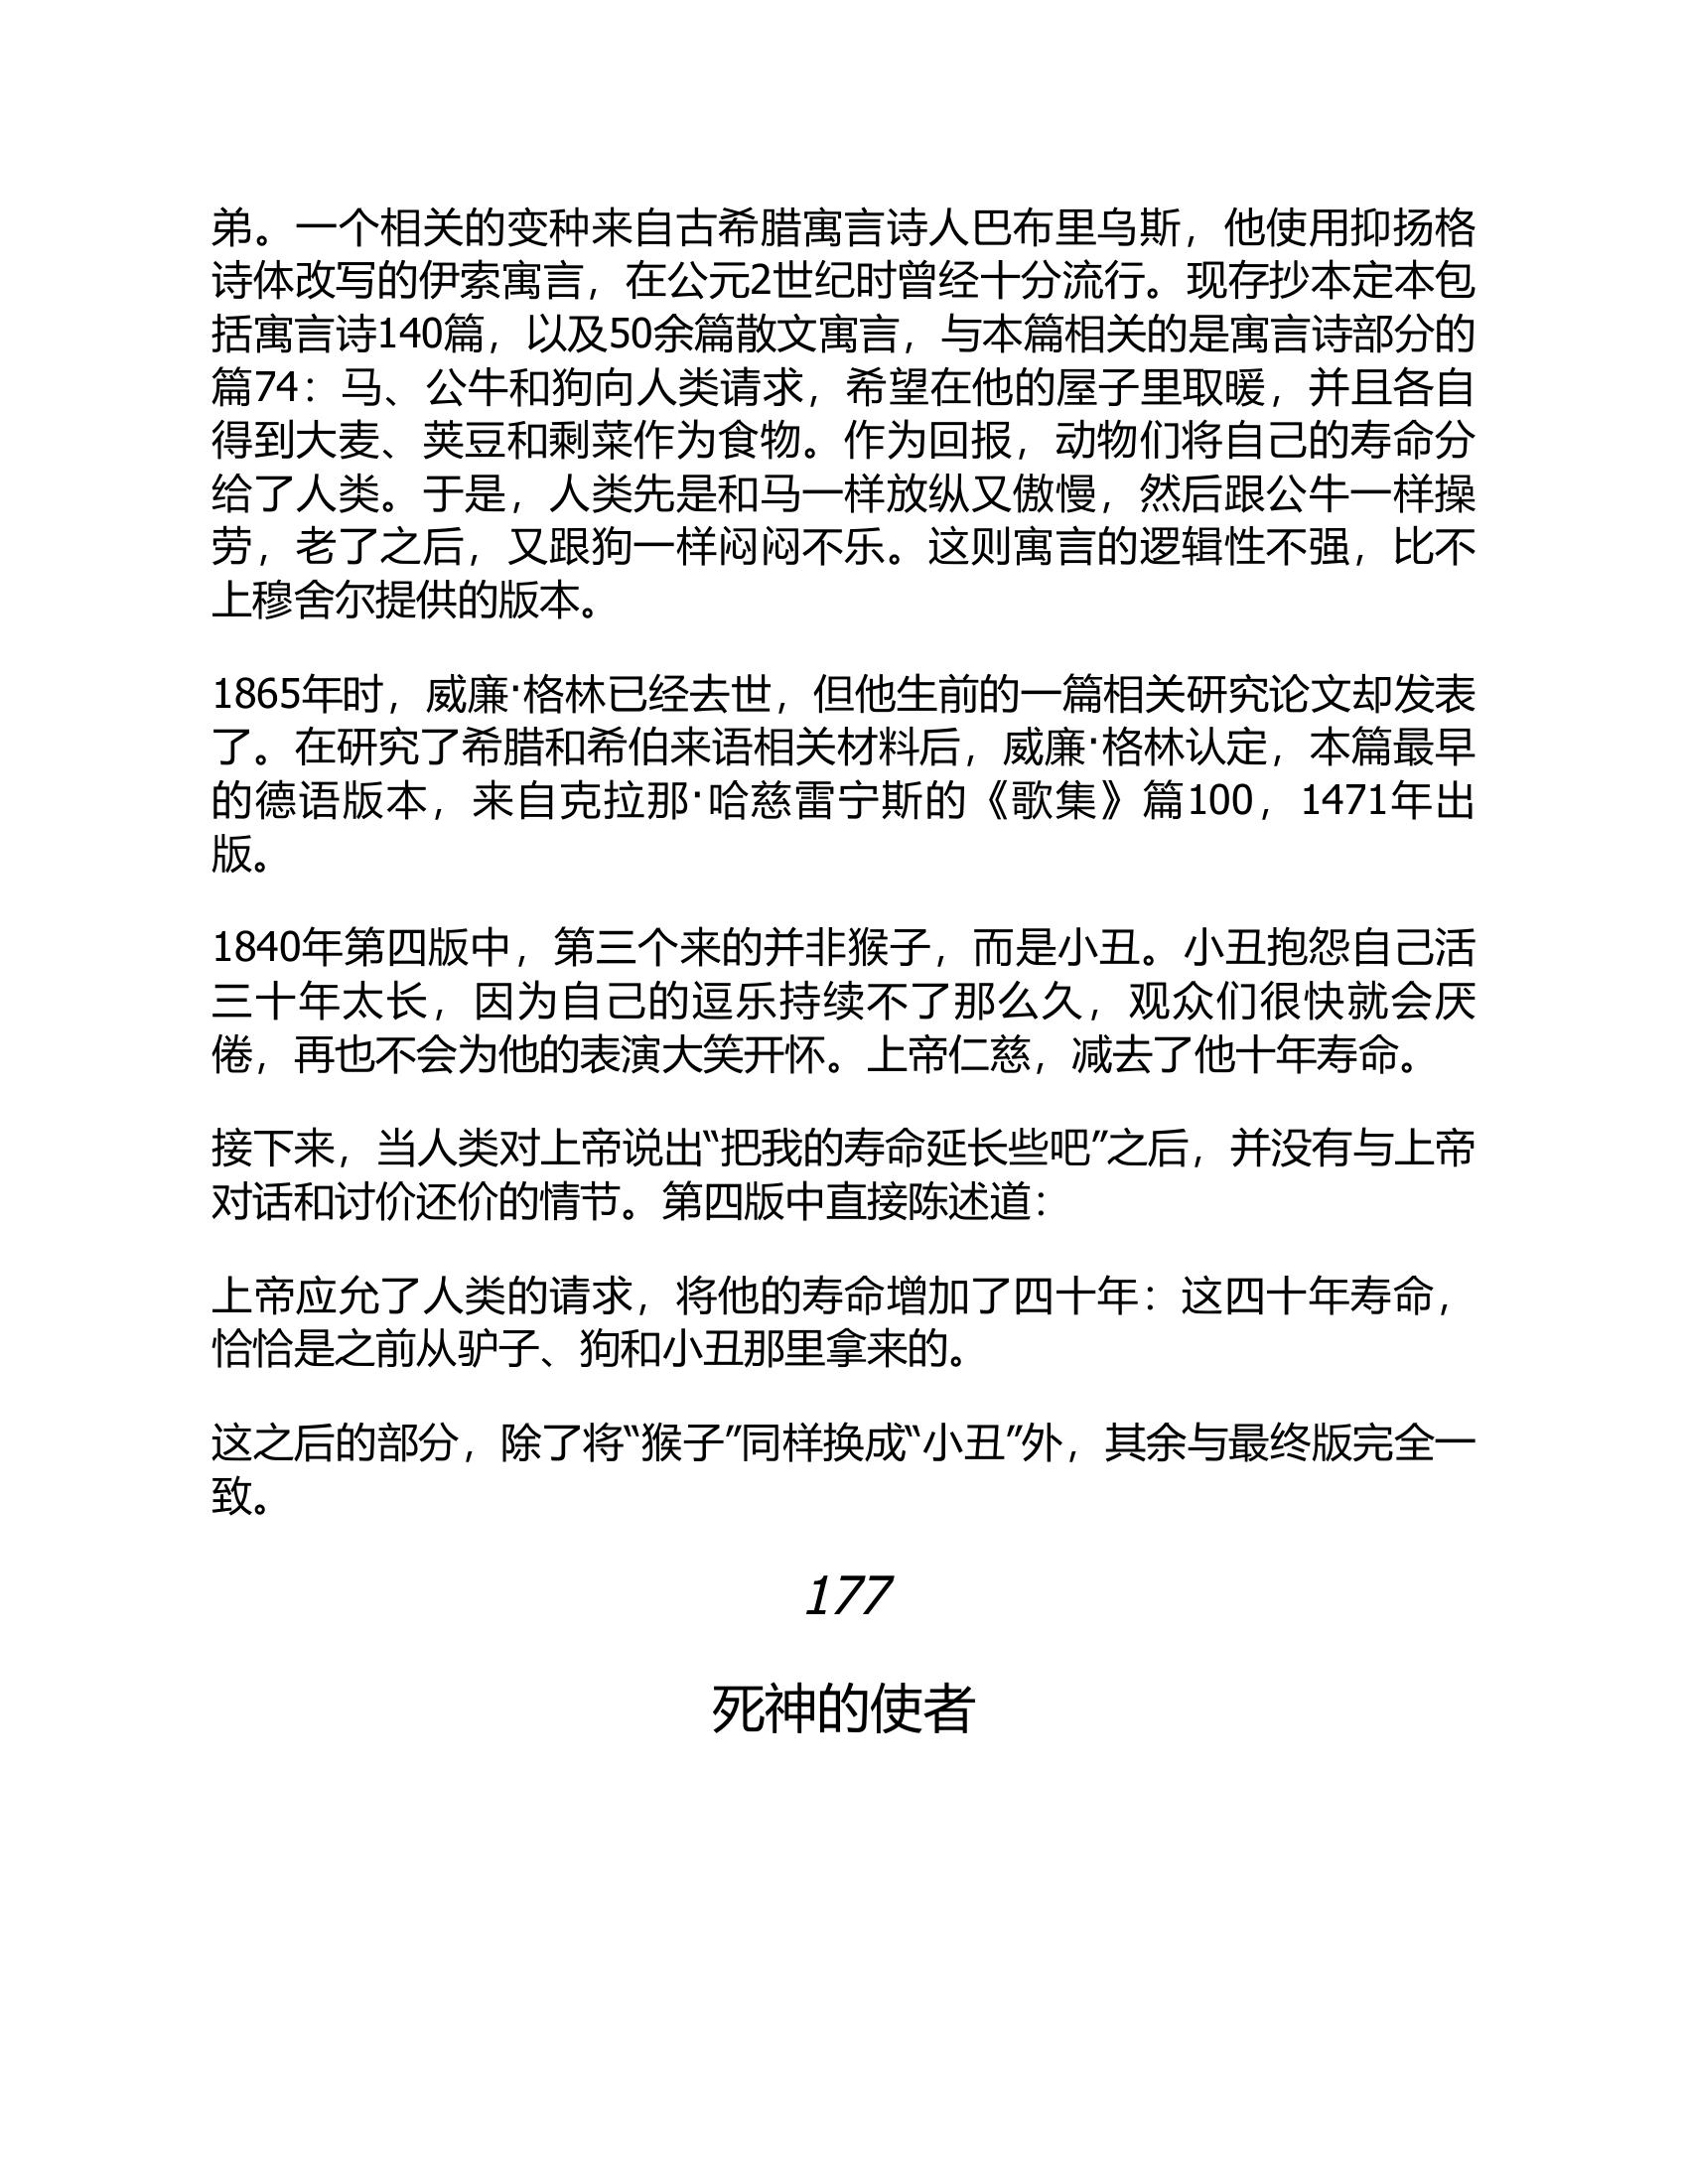 弟。一个相关的变种来自古希腊寓言诗人巴布里乌斯，他使用抑扬格
诗体改写的伊索寓言，在公元2世纪时曾经十分流行。现存抄本定本包
括寓言诗140篇，以及50余篇散文寓言，与本篇相关的是寓言诗部分的
篇74：马、公牛和狗向人类请求，希望在他的屋子里取暖，并且各自
得到大麦、荚豆和剩菜作为食物。作为回报，动物们将自己的寿命分
给了人类。于是，人类先是和马一样放纵又傲慢，然后跟公牛一样操
劳，老了之后，又跟狗一样闷闷不乐。这则寓言的逻辑性不强，比不
上穆舍尔提供的版本。
1865年时，威廉·格林已经去世，但他生前的一篇相关研究论文却发表
了。在研究了希腊和希伯来语相关材料后，威廉·格林认定，本篇最早
的德语版本，来自克拉那·哈慈雷宁斯的《歌集》篇100，1471年出
版。
1840年第四版中，第三个来的并非猴子，而是小丑。小丑抱怨自己活
三十年太长，因为自己的逗乐持续不了那么久，观众们很快就会厌
倦，再也不会为他的表演大笑开怀。上帝仁慈，减去了他十年寿命。
接下来，当人类对上帝说出“把我的寿命延长些吧”之后，并没有与上帝
对话和讨价还价的情节。第四版中直接陈述道：
上帝应允了人类的请求，将他的寿命增加了四十年：这四十年寿命，
恰恰是之前从驴子、狗和小丑那里拿来的。
这之后的部分，除了将“猴子”同样换成“小丑”外，其余与最终版完全一
致。
177
死神的使者